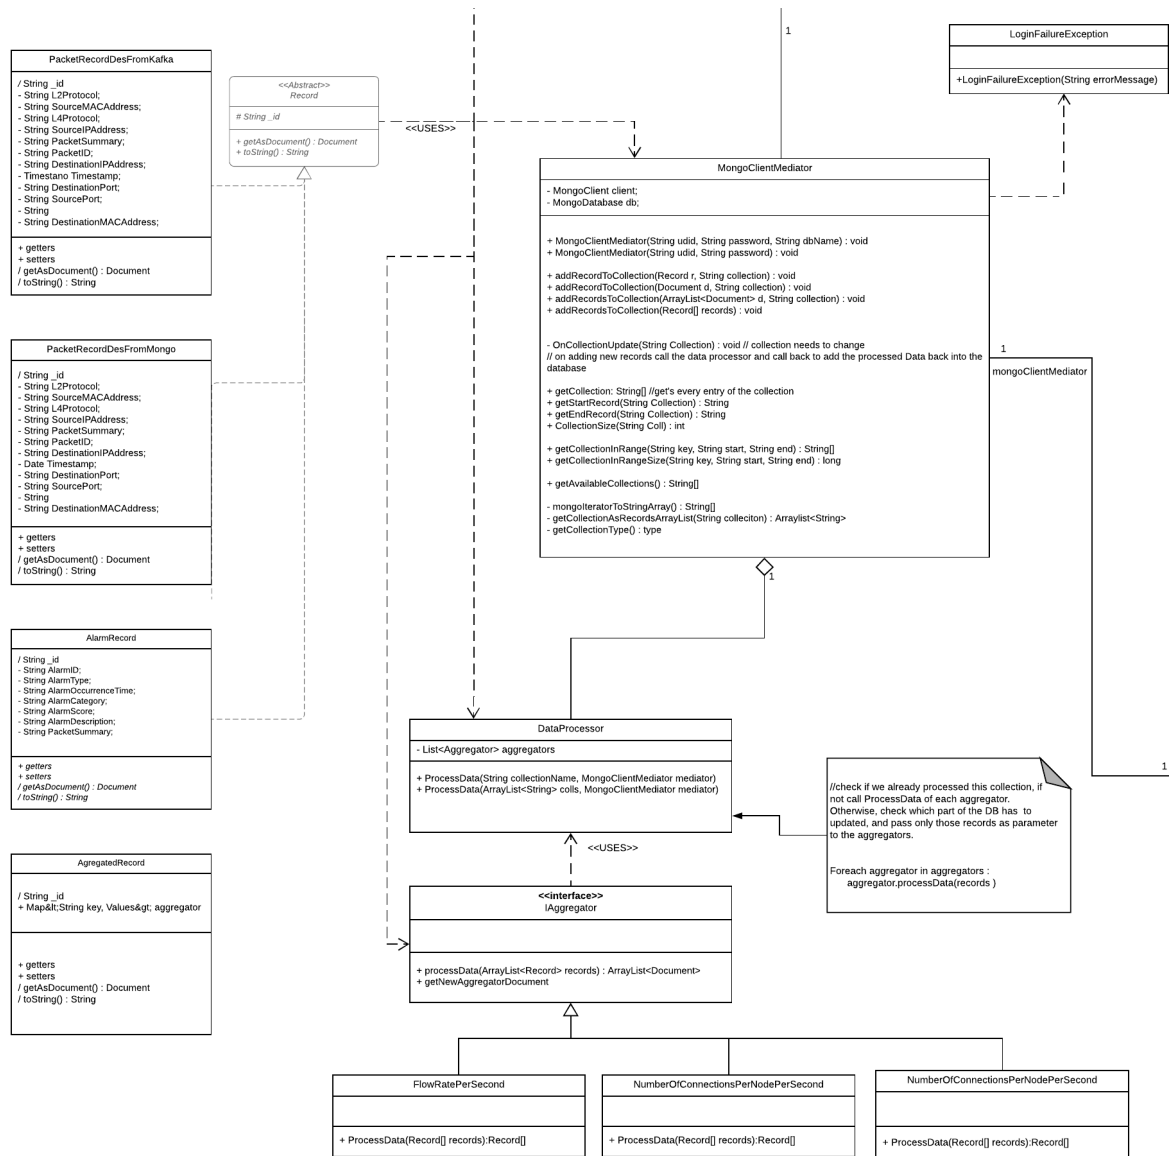 1
LoginFailureException
+LoginFailureException(String errorMessage)
PacketRecordDesFromKafka
/ String _id
- String L2Protocol;
- String SourceMACAddress;
- String L4Protocol;
- String SourceIPAddress;
- String PacketSummary;
- String PacketID;
- String DestinationIPAddress;
- Timestano Timestamp;
- String DestinationPort;
- String SourcePort;
- String
- String DestinationMACAddress;
+ getters
+ setters
/ getAsDocument() : Document
/ toString() : String
<<Abstract>>
Record
# String _id
+ getAsDocument() : Document
+ toString() : String
<<USES>>
MongoClientMediator
- MongoClient client;
- MongoDatabase db;
+ MongoClientMediator(String udid, String password, String dbName) : void
+ MongoClientMediator(String udid, String password) : void
+ addRecordToCollection(Record r, String collection) : void
+ addRecordToCollection(Document d, String collection) : void
+ addRecordsToCollection(ArrayList<Document> d, String collection) : void
+ addRecordsToCollection(Record[] records) : void
- OnCollectionUpdate(String Collection) : void // collection needs to change
// on adding new records call the data processor and call back to add the processed Data back into the
database
+ getCollection: String[] //get's every entry of the collection
+ getStartRecord(String Collection) : String
+ getEndRecord(String Collection) : String
+ CollectionSize(String Coll) : int
+ getCollectionInRange(String key, String start, String end) : String[]
+ getCollectionInRangeSize(String key, String start, String end) : long
+ getAvailableCollections() : String[]
- mongoIteratorToStringArray() : String[]
- getCollectionAsRecordsArrayList(String colleciton) : Arraylist<String>
- getCollectionType() : type
1
mongoClientMediator
1
1
PacketRecordDesFromMongo
/ String _id
- String L2Protocol;
- String SourceMACAddress;
- String L4Protocol;
- String SourceIPAddress;
- String PacketSummary;
- String PacketID;
- String DestinationIPAddress;
- Date Timestamp;
- String DestinationPort;
- String SourcePort;
- String
- String DestinationMACAddress;
+ getters
+ setters
/ getAsDocument() : Document
/ toString() : String
AlarmRecord
/ String _id
- String AlarmID;
- String AlarmType;
- String AlarmOccurrenceTime;
- String AlarmCategory;
- String AlarmScore;
- String AlarmDescription;
- String PacketSummary;
+ getters
+ setters
/ getAsDocument() : Document
/ toString() : String
DataProcessor
- List<Aggregator> aggregators
+ ProcessData(String collectionName, MongoClientMediator mediator)
+ ProcessData(ArrayList<String> colls, MongoClientMediator mediator)
//check if we already processed this collection, if
not call ProcessData of each aggregator.
Otherwise, check which part of the DB has to
updated, and pass only those records as parameter
to the aggregators.
Foreach aggregator in aggregators :
aggregator.processData(records )
<<USES>>
AgregatedRecord
/ String _id
+ Map&lt;String key, Values&gt; aggregator
+ getters
+ setters
/ getAsDocument() : Document
/ toString() : String
<<interface>>
IAggregator
+ processData(ArrayList<Record> records) : ArrayList<Document>
+ getNewAggregatorDocument
FlowRatePerSecond
+ ProcessData(Record[] records):Record[]
NumberOfConnectionsPerNodePerSecond
+ ProcessData(Record[] records):Record[]
NumberOfConnectionsPerNodePerSecond
+ ProcessData(Record[] records):Record[]